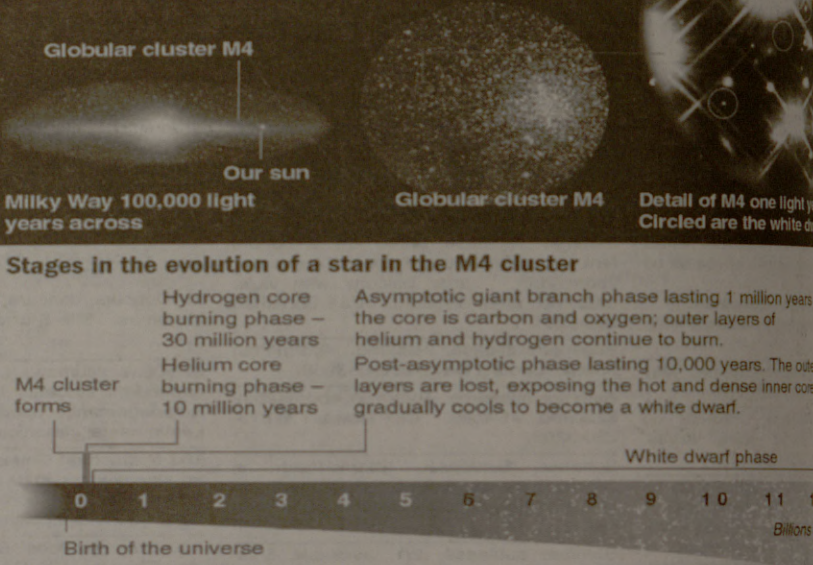 Globular cluster M4
Our sun
Milky Way 100,000 light
years across
Globular cluster M4
Detail of M4 one light
Circled are the white
Stages in the evolution of a star in the M4 cluster
Hydrogen core
burning phase –
30 million years
Helium core
burning phase –
10 million years
Asymptotic giant branch phase lasting 1 million years
the core is carbon and oxygen; outer layers of
helium and hydrogen continue to burn.
Post-asymptotic phase lasting 10,000 years. The
layers are lost, exposing the hot and dense inner core
gradually cools to become a white dwarf.
M4 cluster
forms
White dwarf phase
0 1 2 3 4 5 6 7 8 9 10 11
Billions
Birth of the universe